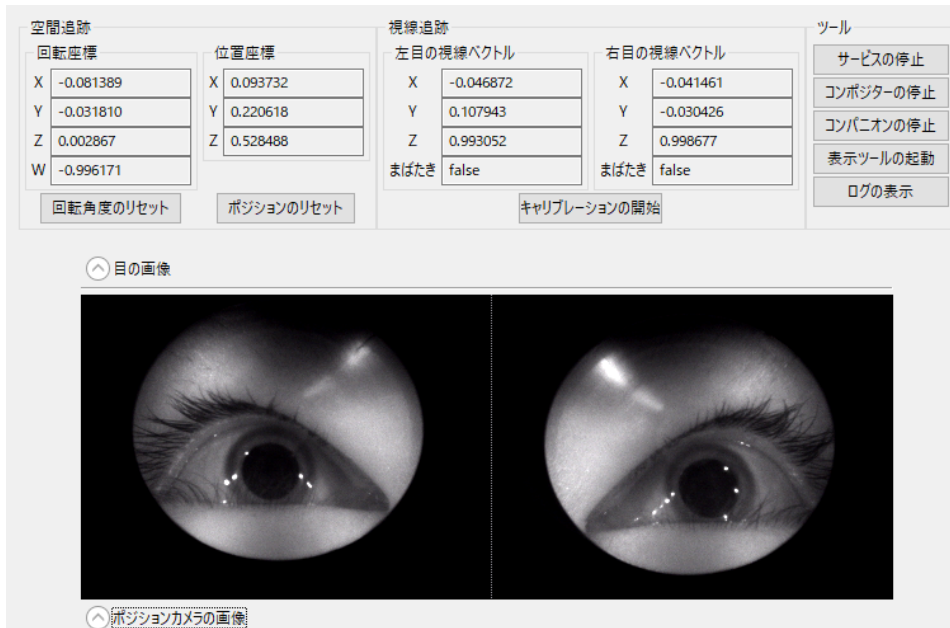 空間追跡
回転座標
X -0.081389
Y -0.031810
Z 0.002867
W -0.996171
回転角度のリセット
位置座標
X 0.093732
Y 0.220618
Z 0.528488
ポジションのリセット
視線追跡
左目の視線ベクトル
X -0.046872
Y 0.107943
Z 0.993052
まばたき false
右目の視線ベクトル
X -0.041461
Y -0.030426
Z 0.998677
まばたき false
キャリブレーションの開始
ツール
サービスの停止
コンポジターの停止
コンパニオンの停止
表示ツールの起動
ログの表示
目の画像
ポジションカメラの画像